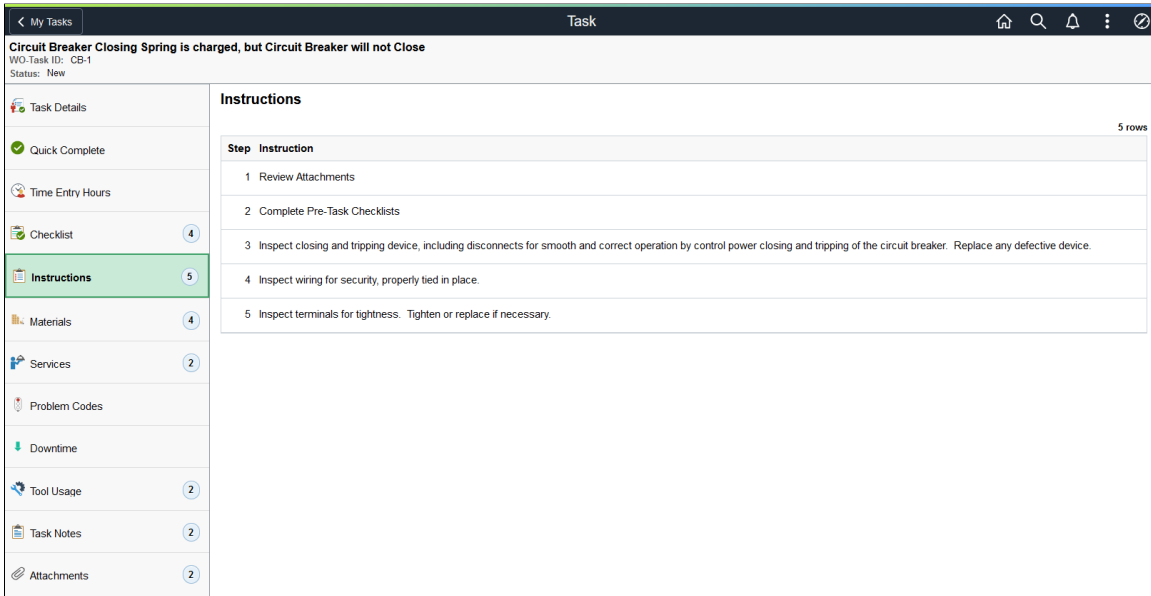 My Tasks
Task
Circuit Breaker Closing Spring is charged, but Circuit Breaker will not Close
WO-Task ID: CB-1
Status: New
Task Details
Quick Complete
Time Entry Hours
Checklist 4
Instructions 5
Materials 4
Services 2
Problem Codes
Downtime
Tool Usage 2
Task Notes 2
Attachments 2
Instructions
5 rows
Step Instruction
1 Review Attachments
2 Complete Pre-Task Checklists
3 Inspect closing and tripping device, including disconnects for smooth and correct operation by control power closing and tripping of the circuit breaker. Replace any defective device.
4 Inspect wiring for security, properly tied in place.
5 Inspect terminals for tightness. Tighten or replace if necessary.